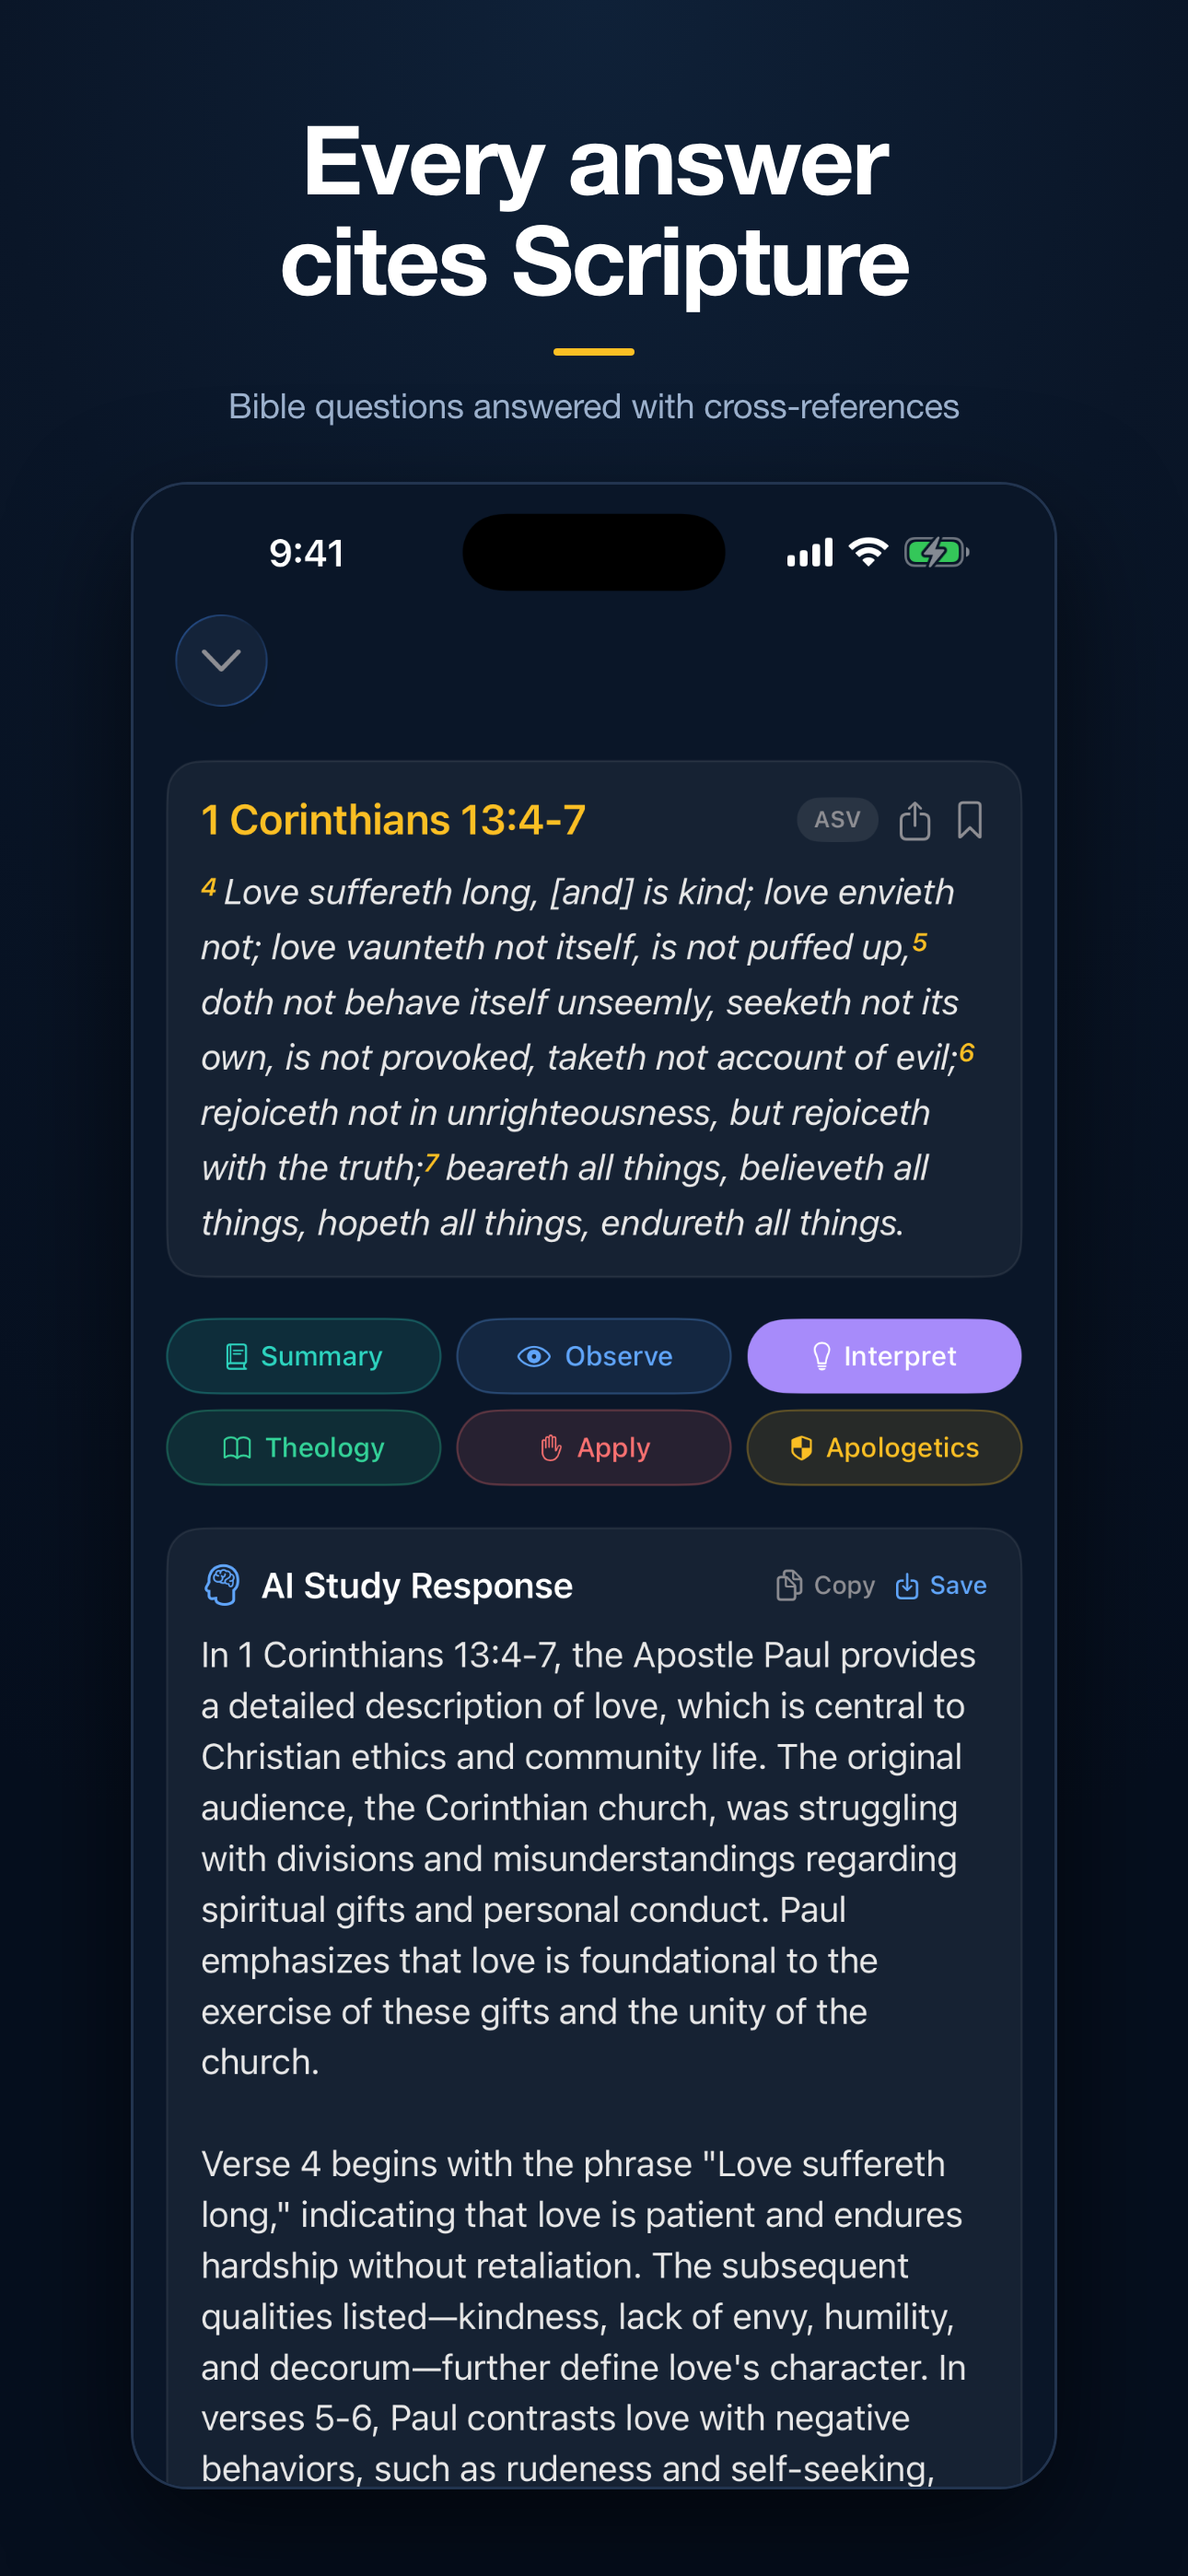 Every answer
cites Scripture
Bible questions answered with cross-references
9:41
1 Corinthians 13:4-7
ASV
4 Love suffereth long, [and] is kind; love envieth
not; love vaunteth not itself, is not puffed up,5
doth not behave itself unseemly, seeketh not its
own, is not provoked, taketh not account of evil;6
rejoiceth not in unrighteousness, but rejoiceth
with the truth;7 beareth all things, believeth all
things, hopeth all things, endureth all things.
Summary
Observe
Interpret
Theology
Apply
Apologetics
AI Study Response
Copy
Save
In 1 Corinthians 13:4-7, the Apostle Paul provides
a detailed description of love, which is central to
Christian ethics and community life. The original
audience, the Corinthian church, was struggling
with divisions and misunderstandings regarding
spiritual gifts and personal conduct. Paul
emphasizes that love is foundational to the
exercise of these gifts and the unity of the
church.
Verse 4 begins with the phrase "Love suffereth
long," indicating that love is patient and endures
hardship without retaliation. The subsequent
qualities listed—kindness, lack of envy, humility,
and decorum—further define love's character. In
verses 5-6, Paul contrasts love with negative
behaviors, such as rudeness and self-seeking,